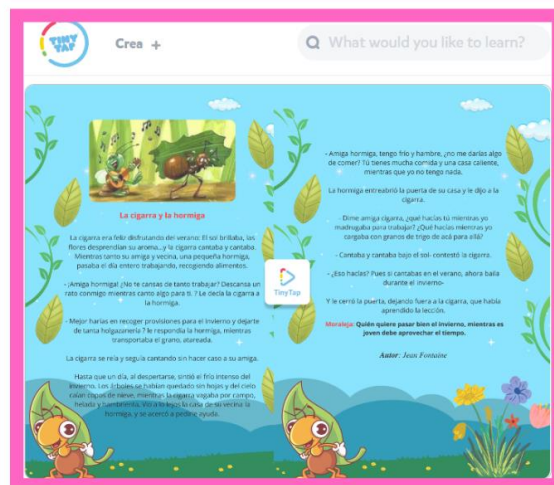 TINY TAP
Crea +
What would you like to learn?
La cigarra y la hormiga
La cigarra era feliz disfrutando del verano: El sol brillaba, las
flores desprendían su aroma...y la cigarra cantaba y cantaba.
Mientras tanto su amiga y vecina, una pequeña hormiga,
pasaba el día entero trabajando, recogiendo alimentos.
- ¡Amiga hormiga! ¿No te cansas de tanto trabajar? Descansa un
rato conmigo mientras canto algo para ti. ? Le decía la cigarra a
la hormiga.
- Mejor harías en recoger provisiones para el invierno y dejarte
de tanta holgazanería ? le respondía la hormiga, mientras
transportaba el grano, atareada.
La cigarra se reía y seguía cantando sin hacer caso a su amiga.
Hasta que un día, al despertarse, sintió el frío intenso del
invierno. Los árboles se habían quedado sin hojas y del cielo
caían copos de nieve, mientras la cigarra vagaba por campo,
helada y hambrienta. Vio a lo lejos la casa de su vecina la
hormiga, y se acercó a pedirle ayuda.
TinyTap
- Amiga hormiga, tengo frío y hambre, ¿no me darías algo
de comer? Tú tienes mucha comida y una casa caliente,
mientras que yo no tengo nada.
La hormiga entreabrió la puerta de su casa y le dijo a la
cigarra.
- Dime amiga cigarra, ¿qué hacías tú mientras yo
madrugaba para trabajar? ¿Qué hacías mientras yo
cargaba con granos de trigo de acá para allá?
- Cantaba y cantaba bajo el sol- contestó la cigarra.
- ¿Eso hacías? Pues si cantabas en el verano, ahora baila
durante el invierno-
Y le cerró la puerta, dejando fuera a la cigarra, que había
aprendido la lección.
Moraleja: Quién quiere pasar bien el invierno, mientras es
joven debe aprovechar el tiempo.
Autor: Jean Fontaine